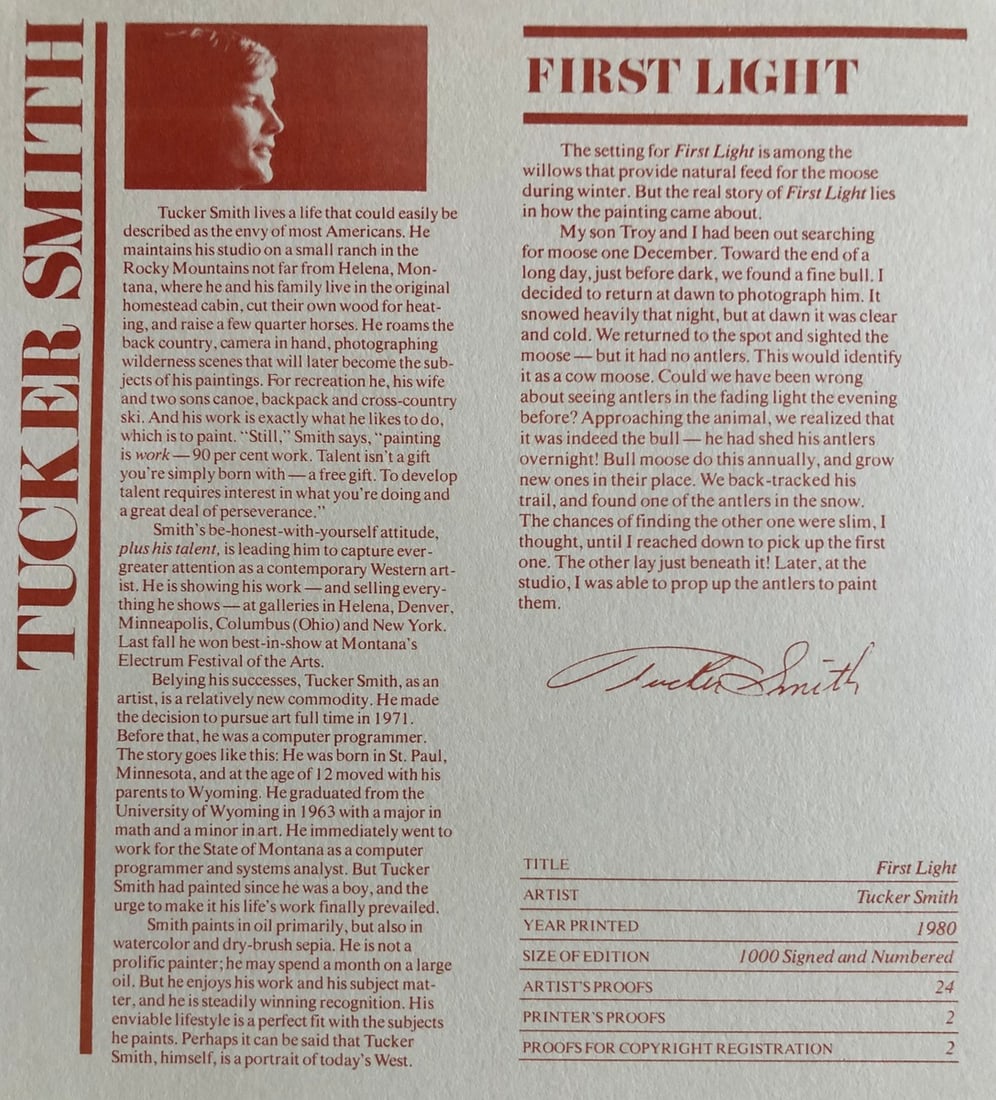 TUCKER SMITH
Tucker Smith lives a life that could easily be
described as the envy of most Americans. He
maintains his studio on a small ranch in the
Rocky Mountains not far from Helena, Mon-
tana, where he and his family live in the original
homestead cabin, cut their own wood for heat-
ing, and raise a few quarter horses. He roams the
back country, camera in hand, photographing
wilderness scenes that will later become the sub-
jects of his paintings. For recreation he, his wife
and two sons canoe, backpack and cross-country
ski. And his work is exactly what he likes to do,
which is to paint. “Still,” Smith says, “painting
is work — 90 per cent work. Talent isn't a gift
you're simply born with — a free gift. To develop
talent requires interest in what you're doing and
a great deal of perseverance.”
Smith's be-honest-with-yourself attitude,
plus his talent, is leading him to capture ever-
greater attention as a contemporary Western art-
ist. He is showing his work — and selling every-
thing he shows — at galleries in Helena, Denver,
Minneapolis, Columbus (Ohio) and New York.
Last fall he won best-in-show at Montana's
Electrum Festival of the Arts.
Belying his successes, Tucker Smith, as an
artist, is a relatively new commodity. He made
the decision to pursue art full time in 1971.
Before that, he was a computer programmer.
The story goes like this: He was born in St. Paul,
Minnesota, and at the age of 12 moved with his
parents to Wyoming. He graduated from the
University of Wyoming in 1963 with a major in
math and a minor in art. He immediately went to
work for the State of Montana as a computer
programmer and systems analyst. But Tucker
Smith had painted since he was a boy, and the
urge to make it his life's work finally prevailed.
Smith paints in oil primarily, but also in
watercolor and dry-brush sepia. He is not a
prolific painter; he may spend a month on a large
oil. But he enjoys his work and his subject mat-
ter, and he is steadily winning recognition. His
enviable lifestyle is a perfect fit with the subjects
he paints. Perhaps it can be said that Tucker
Smith, himself, is a portrait of today's West.
FIRST LIGHT
The setting for First Light is among the
willows that provide natural feed for the moose
during winter. But the real story of First Light lies
in how the painting came about.
My son Troy and I had been out searching
for moose one December. Toward the end of a
long day, just before dark, we found a fine bull. I
decided to return at dawn to photograph him. It
snowed heavily that night, but at dawn it was clear
and cold. We returned to the spot and sighted the
moose — but it had no antlers. This would identify
it as a cow moose. Could we have been wrong
about seeing antlers in the fading light the evening
before? Approaching the animal, we realized that
it was indeed the bull — he had shed his antlers
overnight! Bull moose do this annually, and grow
new ones in their place. We back-tracked his
trail, and found one of the antlers in the snow.
The chances of finding the other one were slim, I
thought, until I reached down to pick up the first
one. The other lay just beneath it! Later, at the
studio, I was able to prop up the antlers to paint
them.
Tucker Smith
TITLE First Light
ARTIST Tucker Smith
YEAR PRINTED 1980
SIZE OF EDITION 1000 Signed and Numbered
ARTIST'S PROOFS 24
PRINTER'S PROOFS 2
PROOFS FOR COPYRIGHT REGISTRATION 2